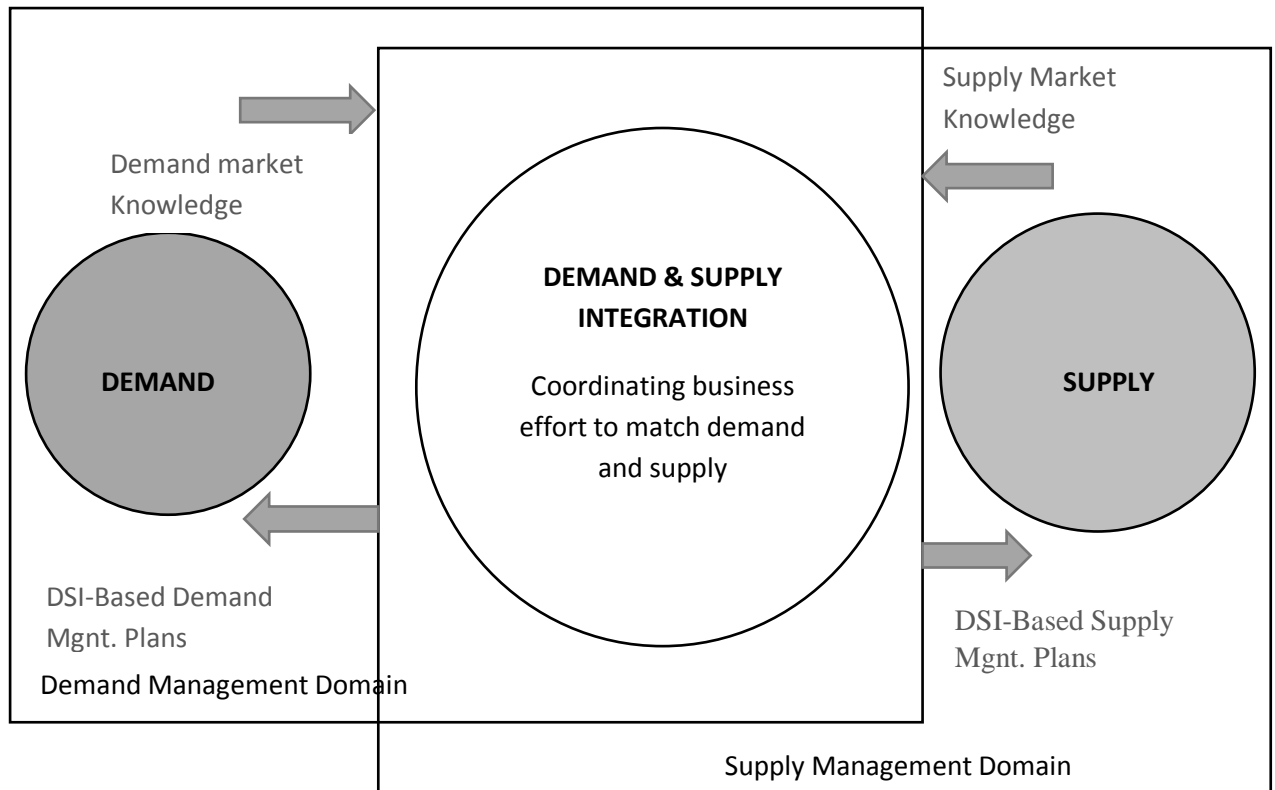 Supply Market
Knowledge
Demand market
Knowledge
DEMAND & SUPPLY
INTEGRATION
Coordinating business
effort to match demand
and supply
DEMAND
SUPPLY
DSI-Based Demand
Mgnt. Plans
DSI-Based Supply
Mgnt. Plans
Demand Management Domain
Supply Management Domain